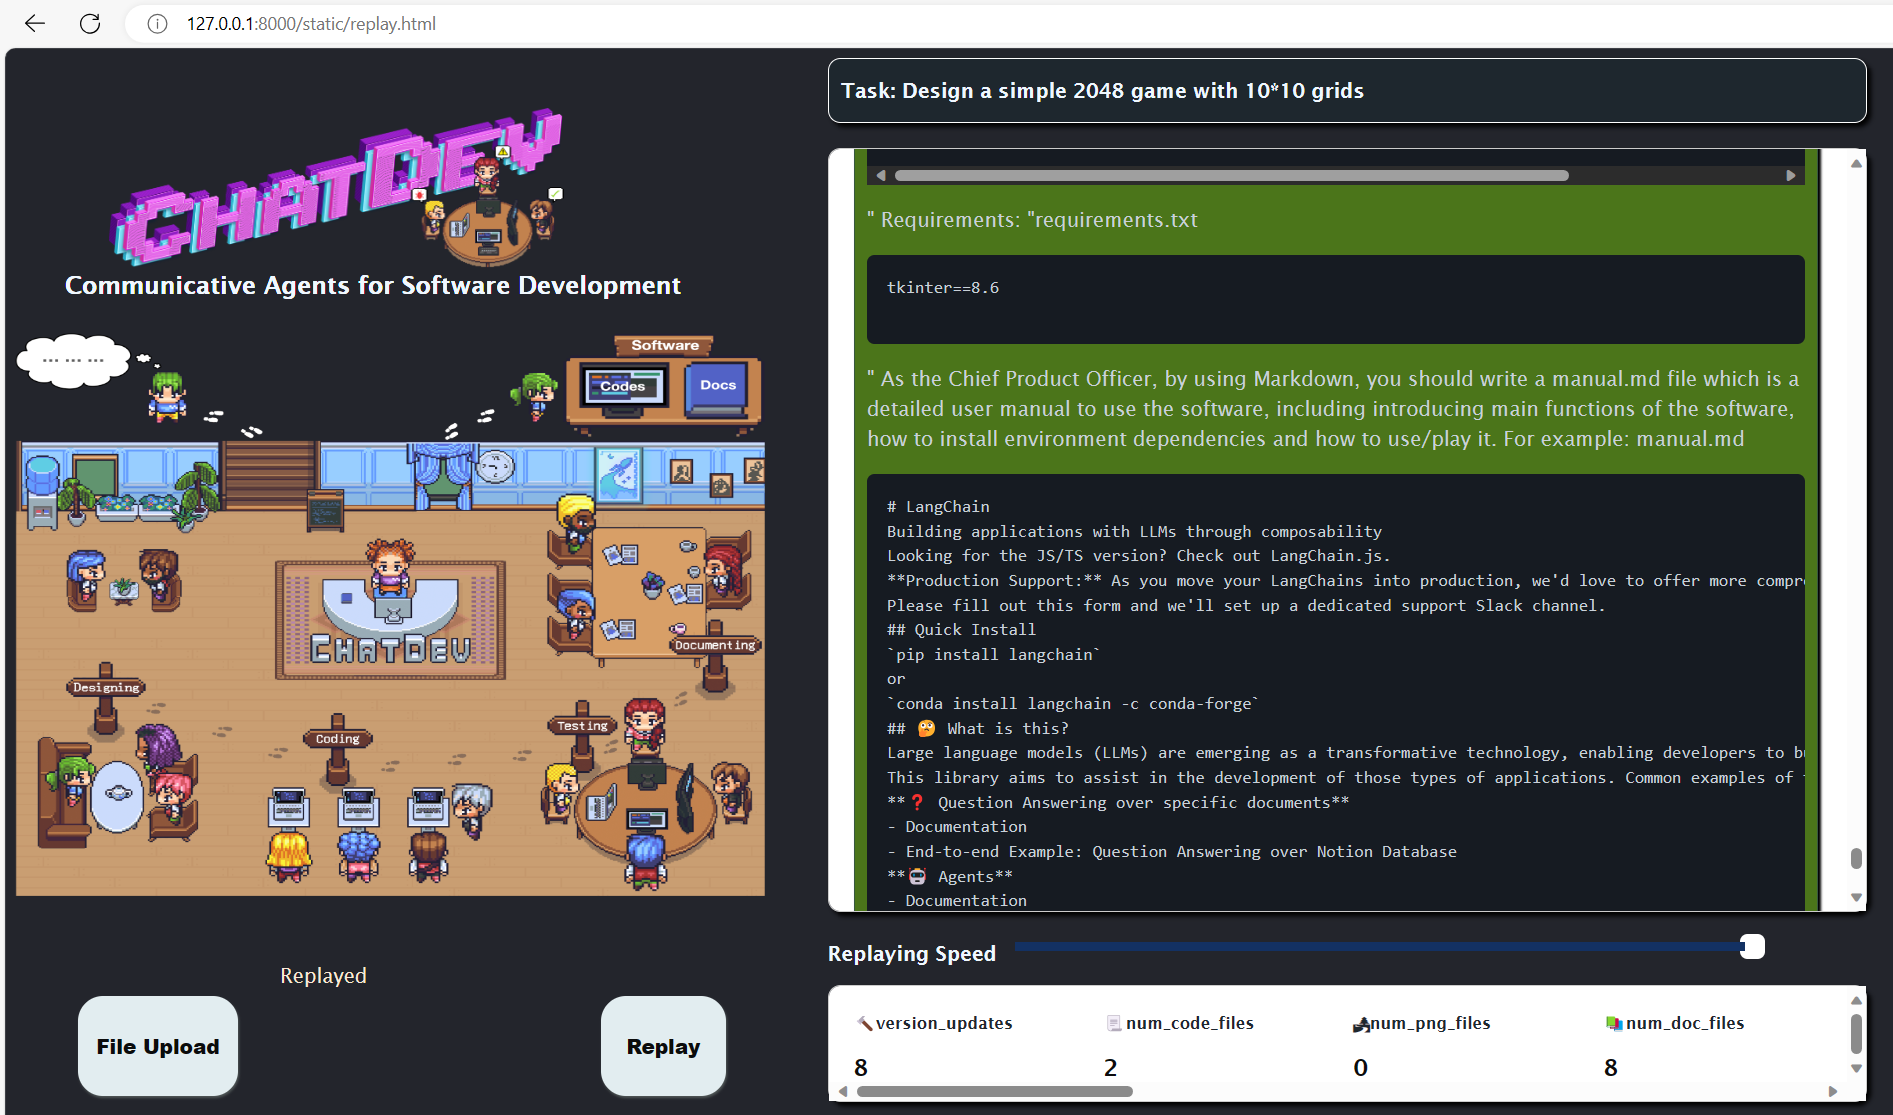 127.0.0.1:8000/static/replay.html
CHATDEV
Communicative Agents for Software Development
... ... ...
Software
Codes
Docs
CHATDEV
Documenting
Designing
Coding
Testing
Replayed
File Upload
Replay
Task: Design a simple 2048 game with 10*10 grids
" Requirements: "requirements.txt
tkinter==8.6
" As the Chief Product Officer, by using Markdown, you should write a manual.md file which is a
detailed user manual to use the software, including introducing main functions of the software,
how to install environment dependencies and how to use/play it. For example: manual.md
# LangChain
Building applications with LLMs through composability
Looking for the JS/TS version? Check out LangChain.js.
**Production Support:** As you move your LangChains into production, we'd love to offer more compr
Please fill out this form and we'll set up a dedicated support Slack channel.
## Quick Install
`pip install langchain`
or
`conda install langchain -c conda-forge`
## 🤔 What is this?
Large language models (LLMs) are emerging as a transformative technology, enabling developers to b
This library aims to assist in the development of those types of applications. Common examples of
**❓ Question Answering over specific documents**
- Documentation
- End-to-end Example: Question Answering over Notion Database
**🤖 Agents**
- Documentation
Replaying Speed
version_updates
num_code_files
num_png_files
num_doc_files
8
2
0
8